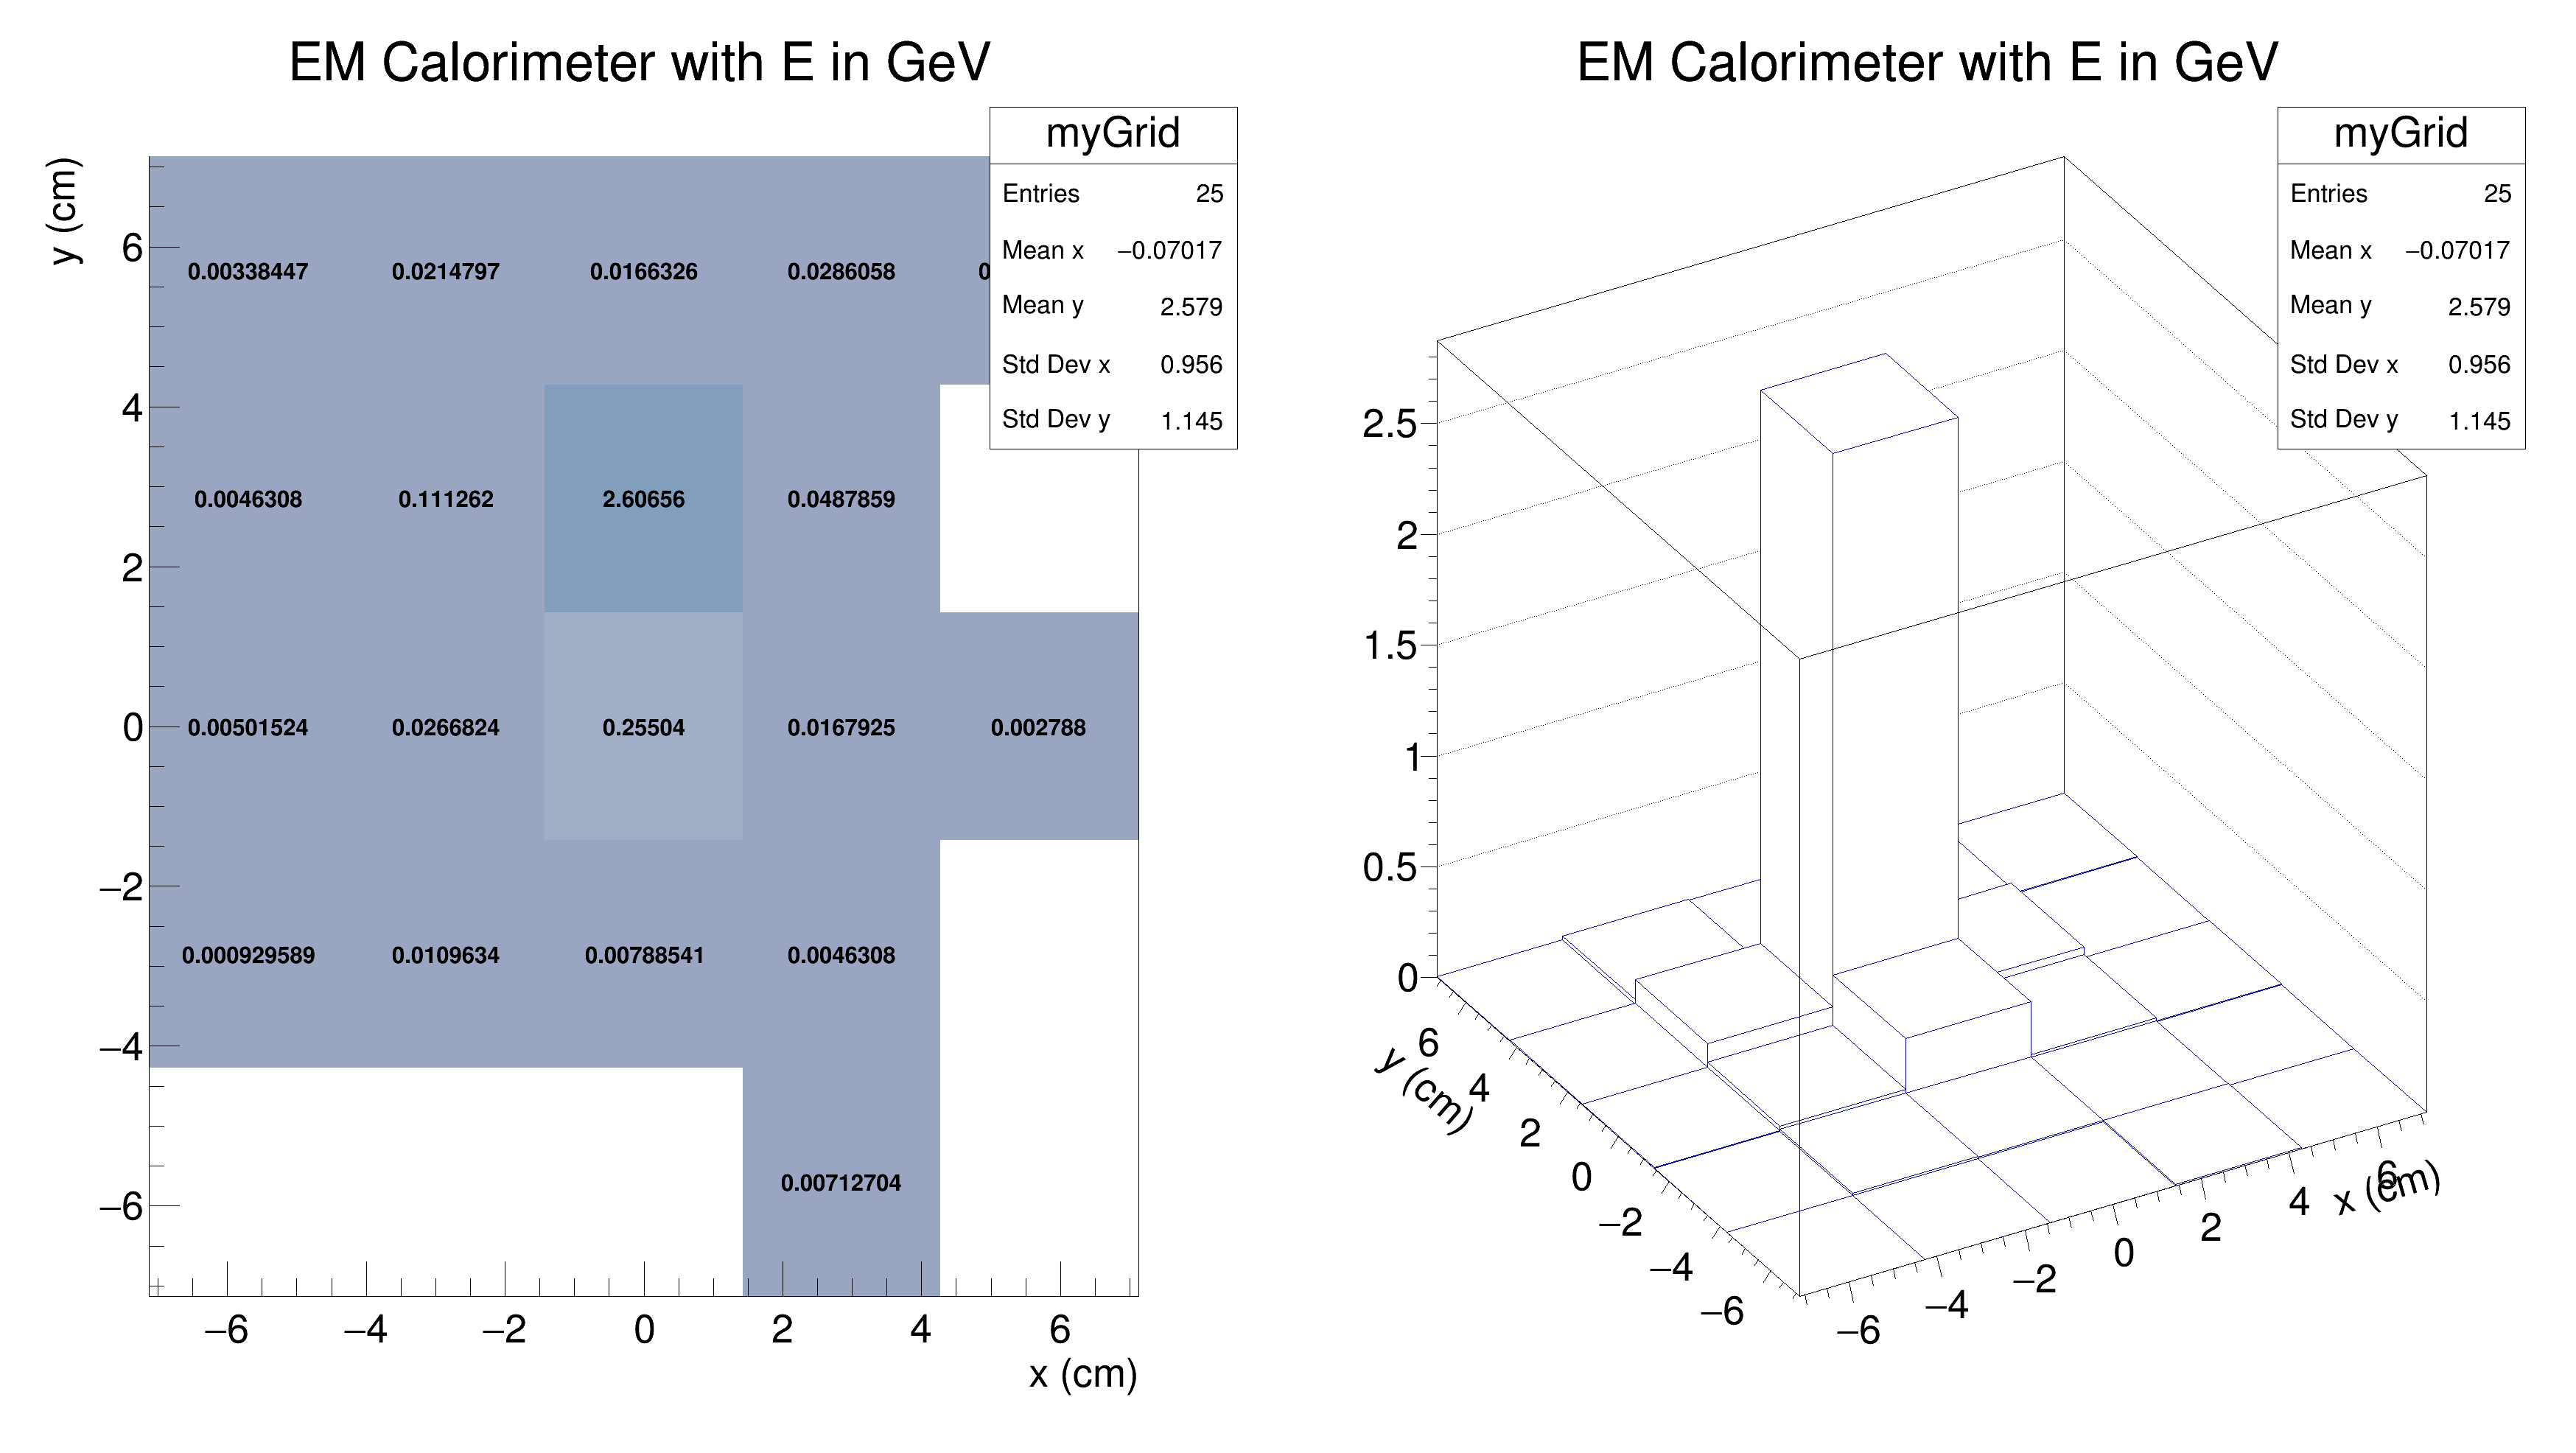 EM Calorimeter with E in GeV
myGrid
Entries 25
Mean x −0.07017
Mean y 2.579
Std Dev x 0.956
Std Dev y 1.145
y (cm)
6
4
2
0
−2
−4
−6
0.00338447 0.0214797 0.0166326 0.0286058
0.0046308 0.111262 2.60656 0.0487859
0.00501524 0.0266824 0.25504 0.0167925 0.002788
0.000929589 0.0109634 0.00788541 0.0046308
0.00712704
−6 −4 −2 0 2 4 6
x (cm)
EM Calorimeter with E in GeV
myGrid
Entries 25
Mean x −0.07017
Mean y 2.579
Std Dev x 0.956
Std Dev y 1.145
2.5
2
1.5
1
0.5
0
6
4
2
0
−2
−4
−6
y (cm)
−6 −4 −2 0 2 4 6
x (cm)